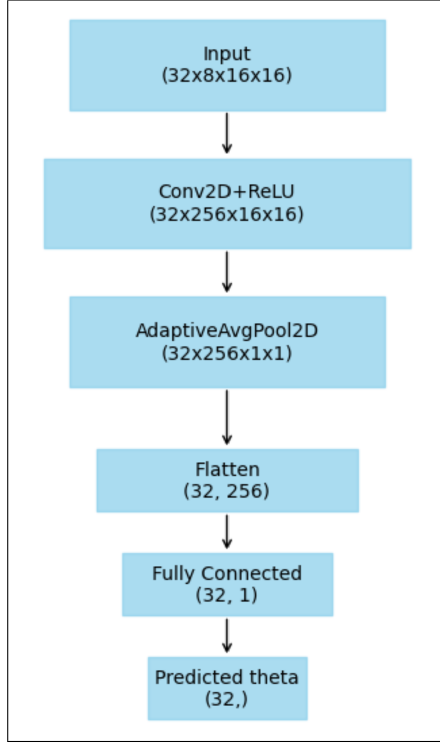 Input
(32x8x16x16)
Conv2D+ReLU
(32x256x16x16)
AdaptiveAvgPool2D
(32x256x1x1)
Flatten
(32, 256)
Fully Connected
(32, 1)
Predicted theta
(32,)